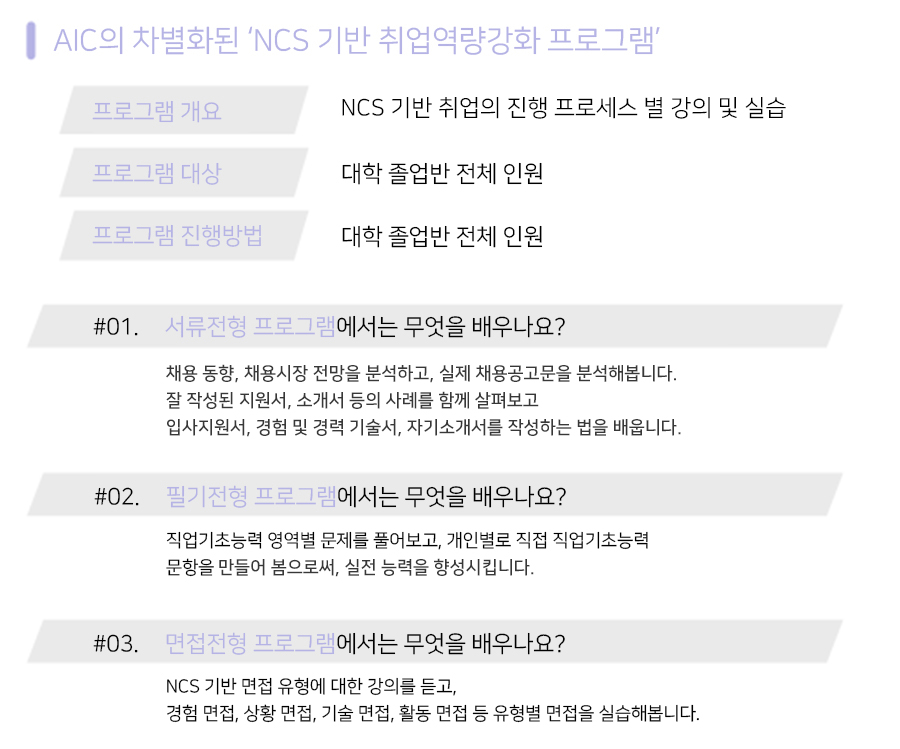 AIC의 차별화된 ‘NCS 기반 취업역량강화 프로그램’
프로그램 개요 NCS 기반 취업의 진행 프로세스 별 강의 및 실습
프로그램 대상 대학 졸업반 전체 인원
프로그램 진행방법 대학 졸업반 전체 인원
#01. 서류전형 프로그램에서는 무엇을 배우나요?
채용 동향, 채용시장 전망을 분석하고, 실제 채용공고문을 분석해봅니다.
잘 작성된 지원서, 소개서 등의 사례를 함께 살펴보고
입사지원서, 경험 및 경력 기술서, 자기소개서를 작성하는 법을 배웁니다.
#02. 필기전형 프로그램에서는 무엇을 배우나요?
직업기초능력 영역별 문제를 풀어보고, 개인별로 직접 직업기초능력
문항을 만들어 봄으로써, 실전 능력을 향성시킵니다.
#03. 면접전형 프로그램에서는 무엇을 배우나요?
NCS 기반 면접 유형에 대한 강의를 듣고,
경험 면접, 상황 면접, 기술 면접, 활동 면접 등 유형별 면접을 실습해봅니다.